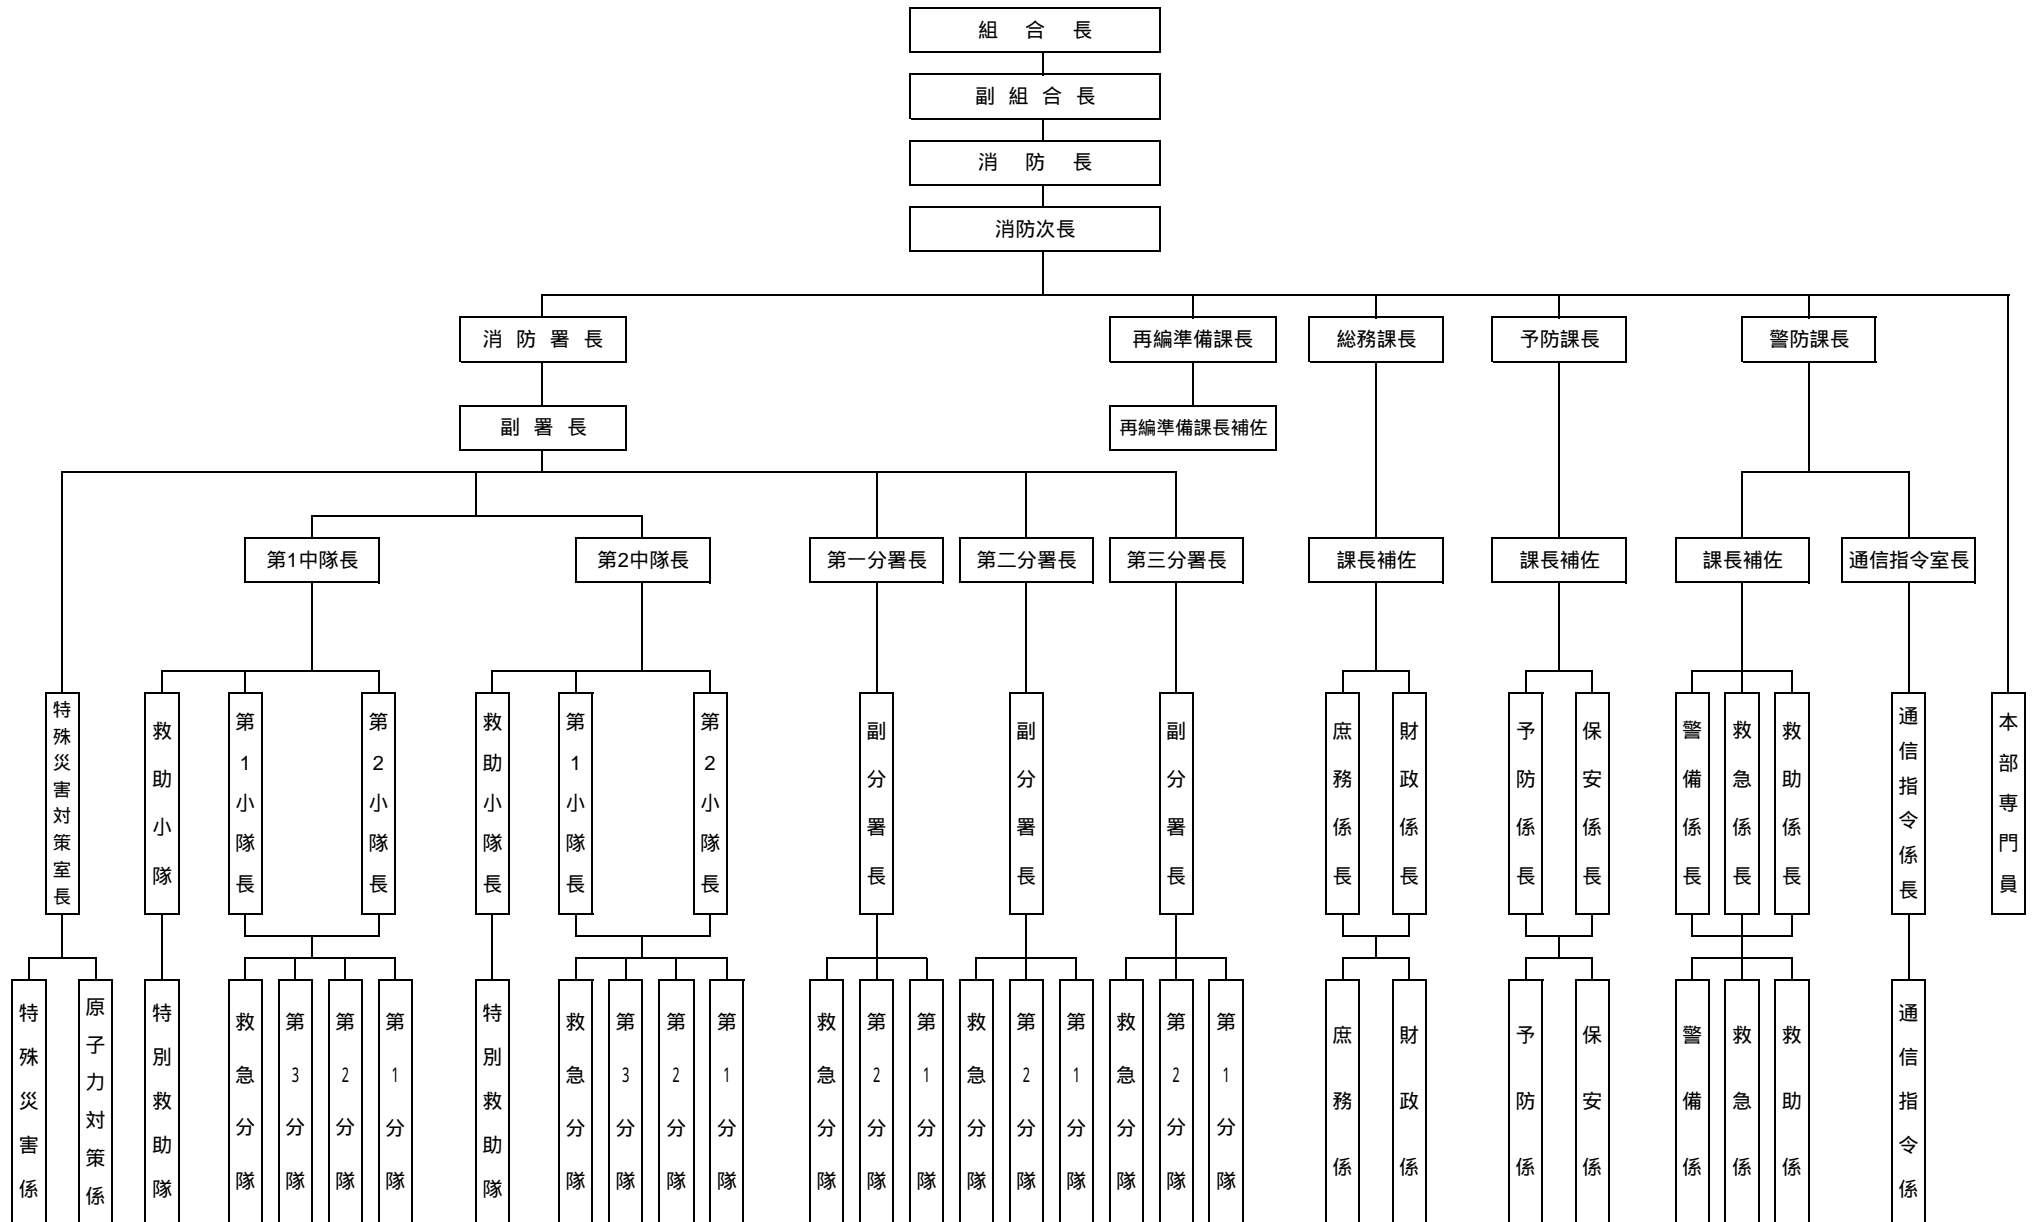 組合長
副組合長
消防長
消防次長
消防署長
再編準備課長
総務課長
予防課長
警防課長
副署長
再編準備課長補佐
第1中隊長
第2中隊長
第一分署長
第二分署長
第三分署長
課長補佐
課長補佐
課長補佐
通信指令室長
特殊災害対策室長
救助小隊
第1小隊長
第2小隊長
救助小隊長
第1小隊長
第2小隊長
副分署長
副分署長
副分署長
庶務係長
財政係長
予防係長
保安係長
警備係長
救急係長
救助係長
通信指令係長
本部専門員
特殊災害係
原子力対策係
特別救助隊
救急分隊
第3分隊
第2分隊
第1分隊
特別救助隊
救急分隊
第3分隊
第2分隊
第1分隊
救急分隊
第2分隊
第1分隊
救急分隊
第2分隊
第1分隊
救急分隊
第2分隊
第1分隊
庶務係
財政係
予防係
保安係
警備係
救急係
救助係
通信指令係